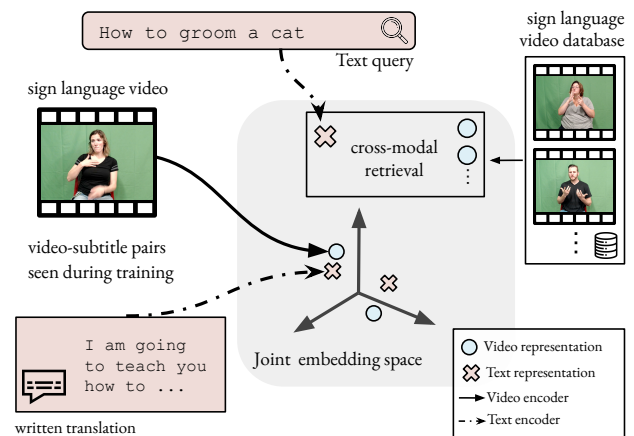 How to groom a cat
Text query
sign language
video database
sign language video
cross-modal
retrieval
video-subtitle pairs
seen during training
I am going
to teach you
how to ...
written translation
Joint embedding space
Video representation
Text representation
Video encoder
Text encoder